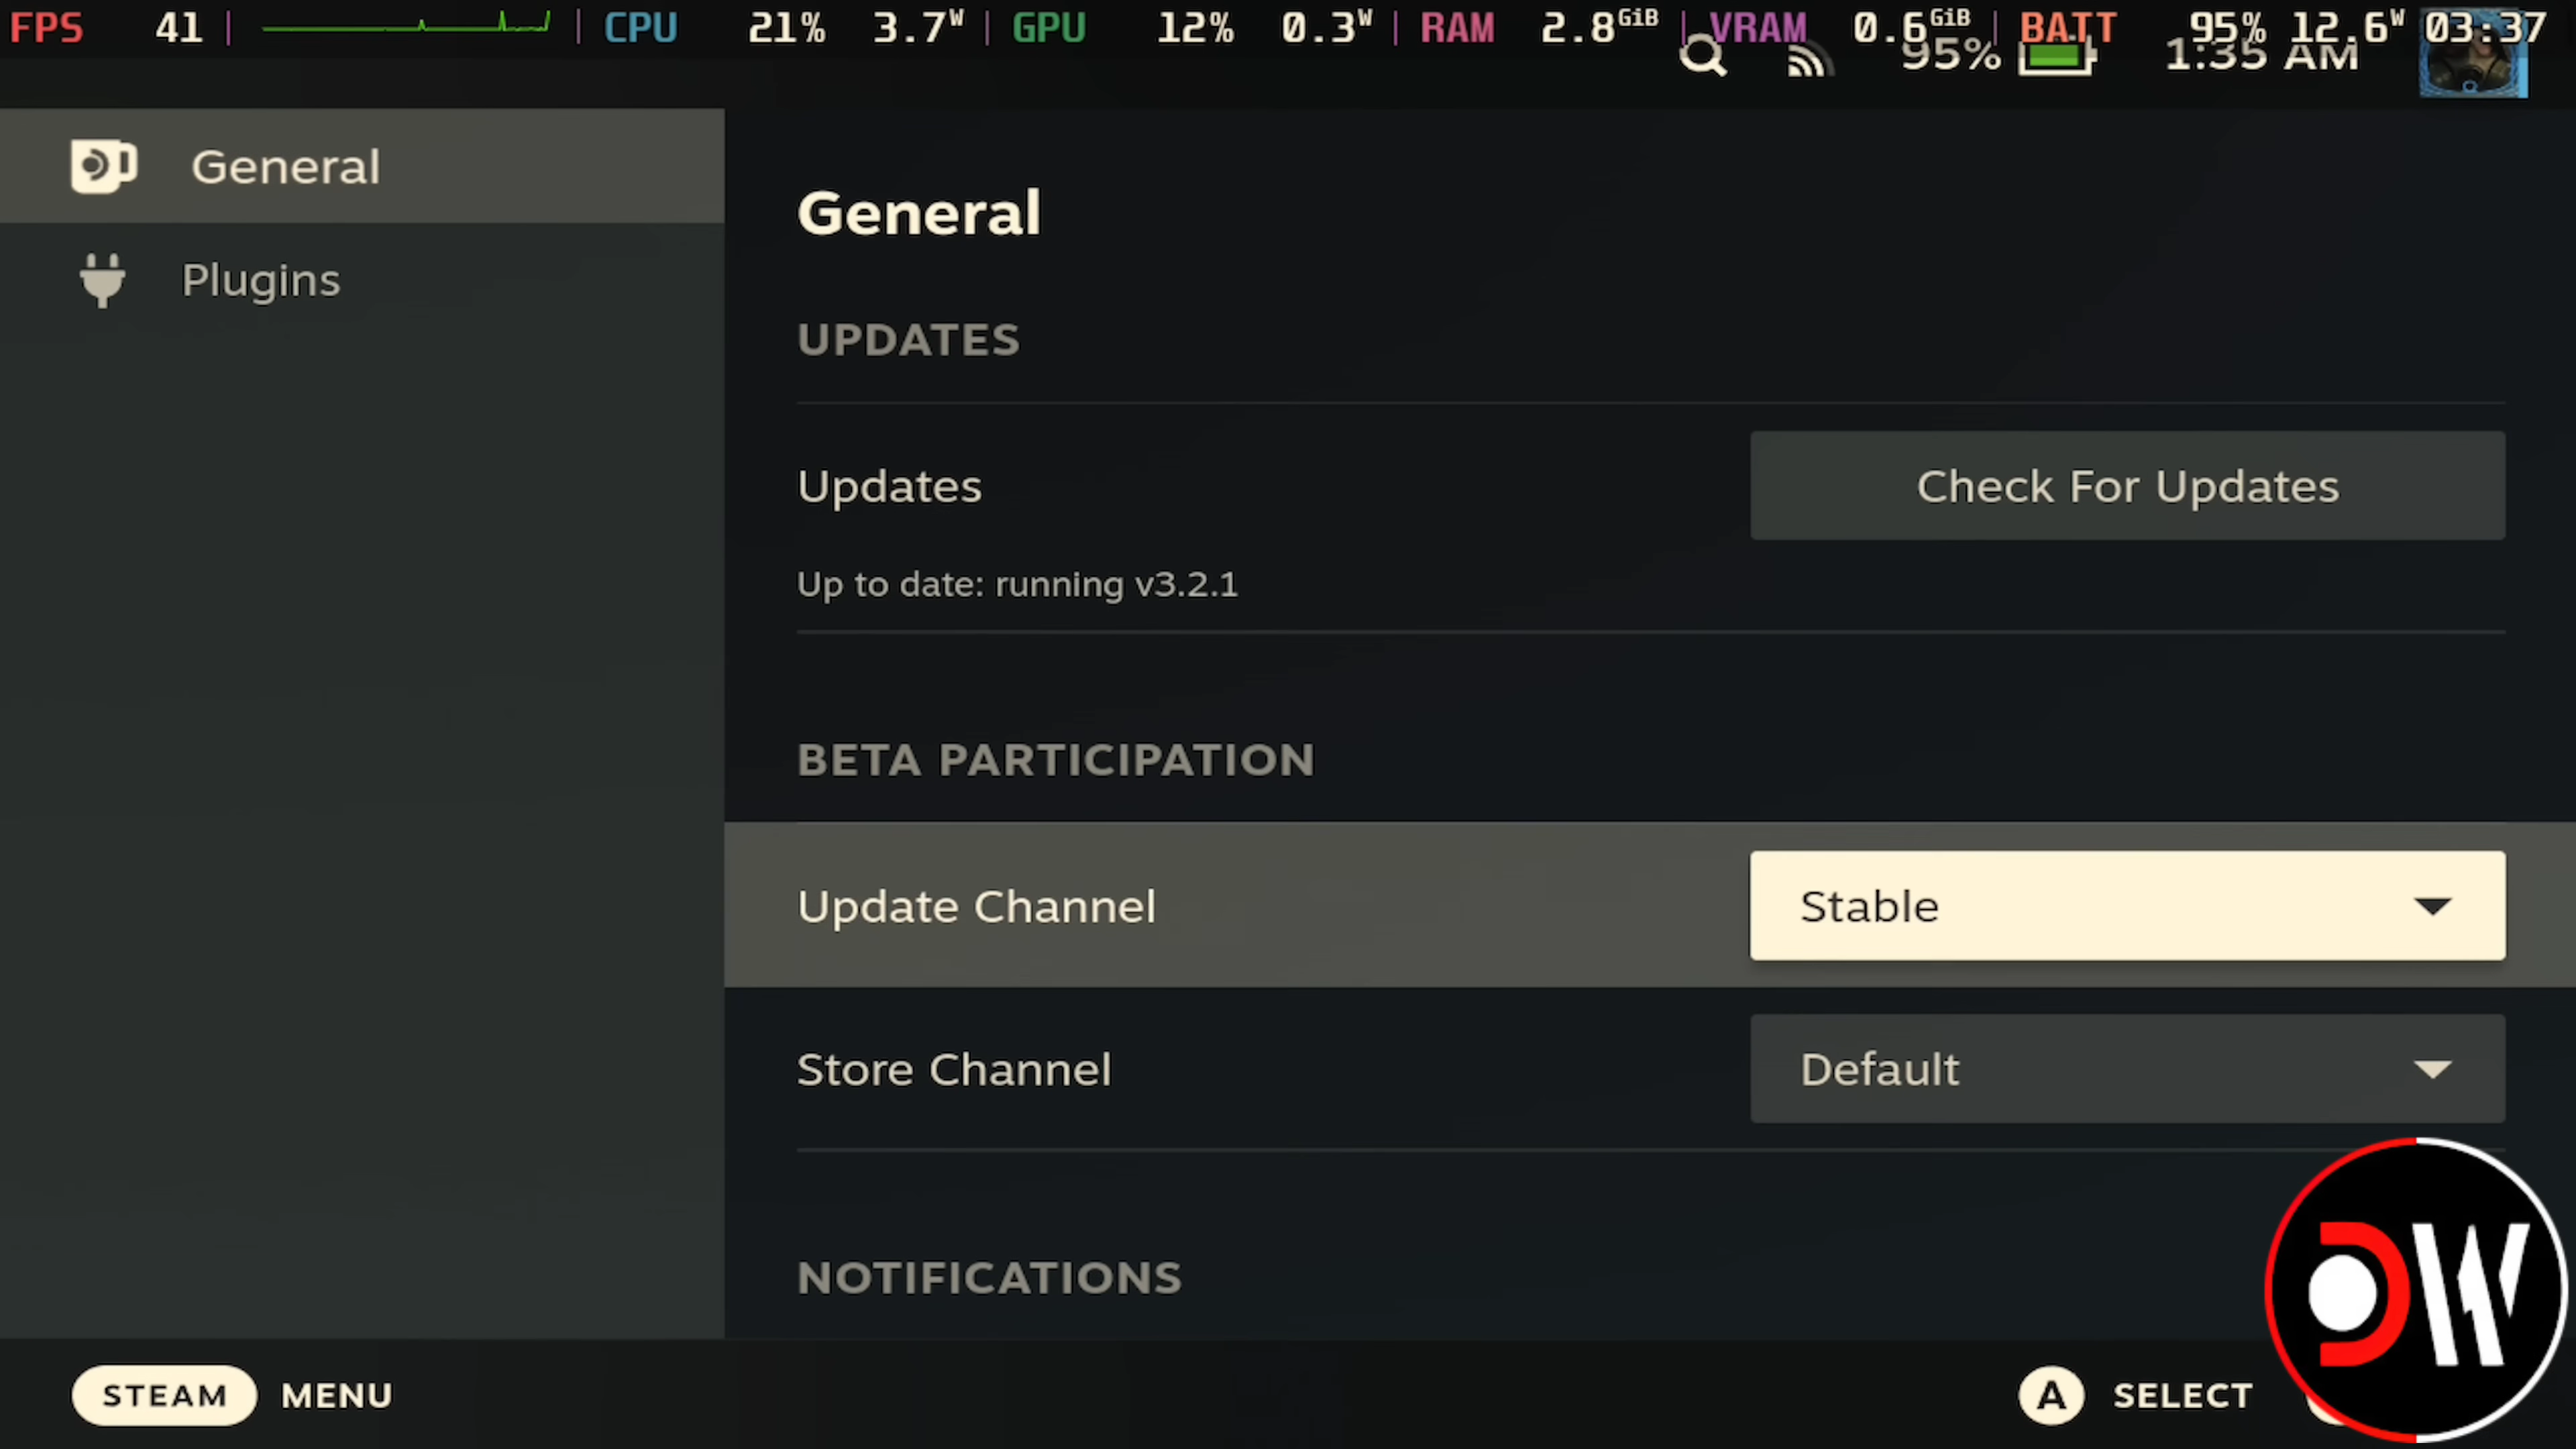 FPS 41 CPU 21% 3.7W GPU 12% 0.3W RAM 2.8GiB VRAM 0.6GiB BATT 95% 12.6W 03:37
95% 1:35 AM
General
Plugins
General
UPDATES
Updates
Check For Updates
Up to date: running v3.2.1
BETA PARTICIPATION
Update Channel
Stable
Store Channel
Default
NOTIFICATIONS
STEAM MENU
A SELECT
DW